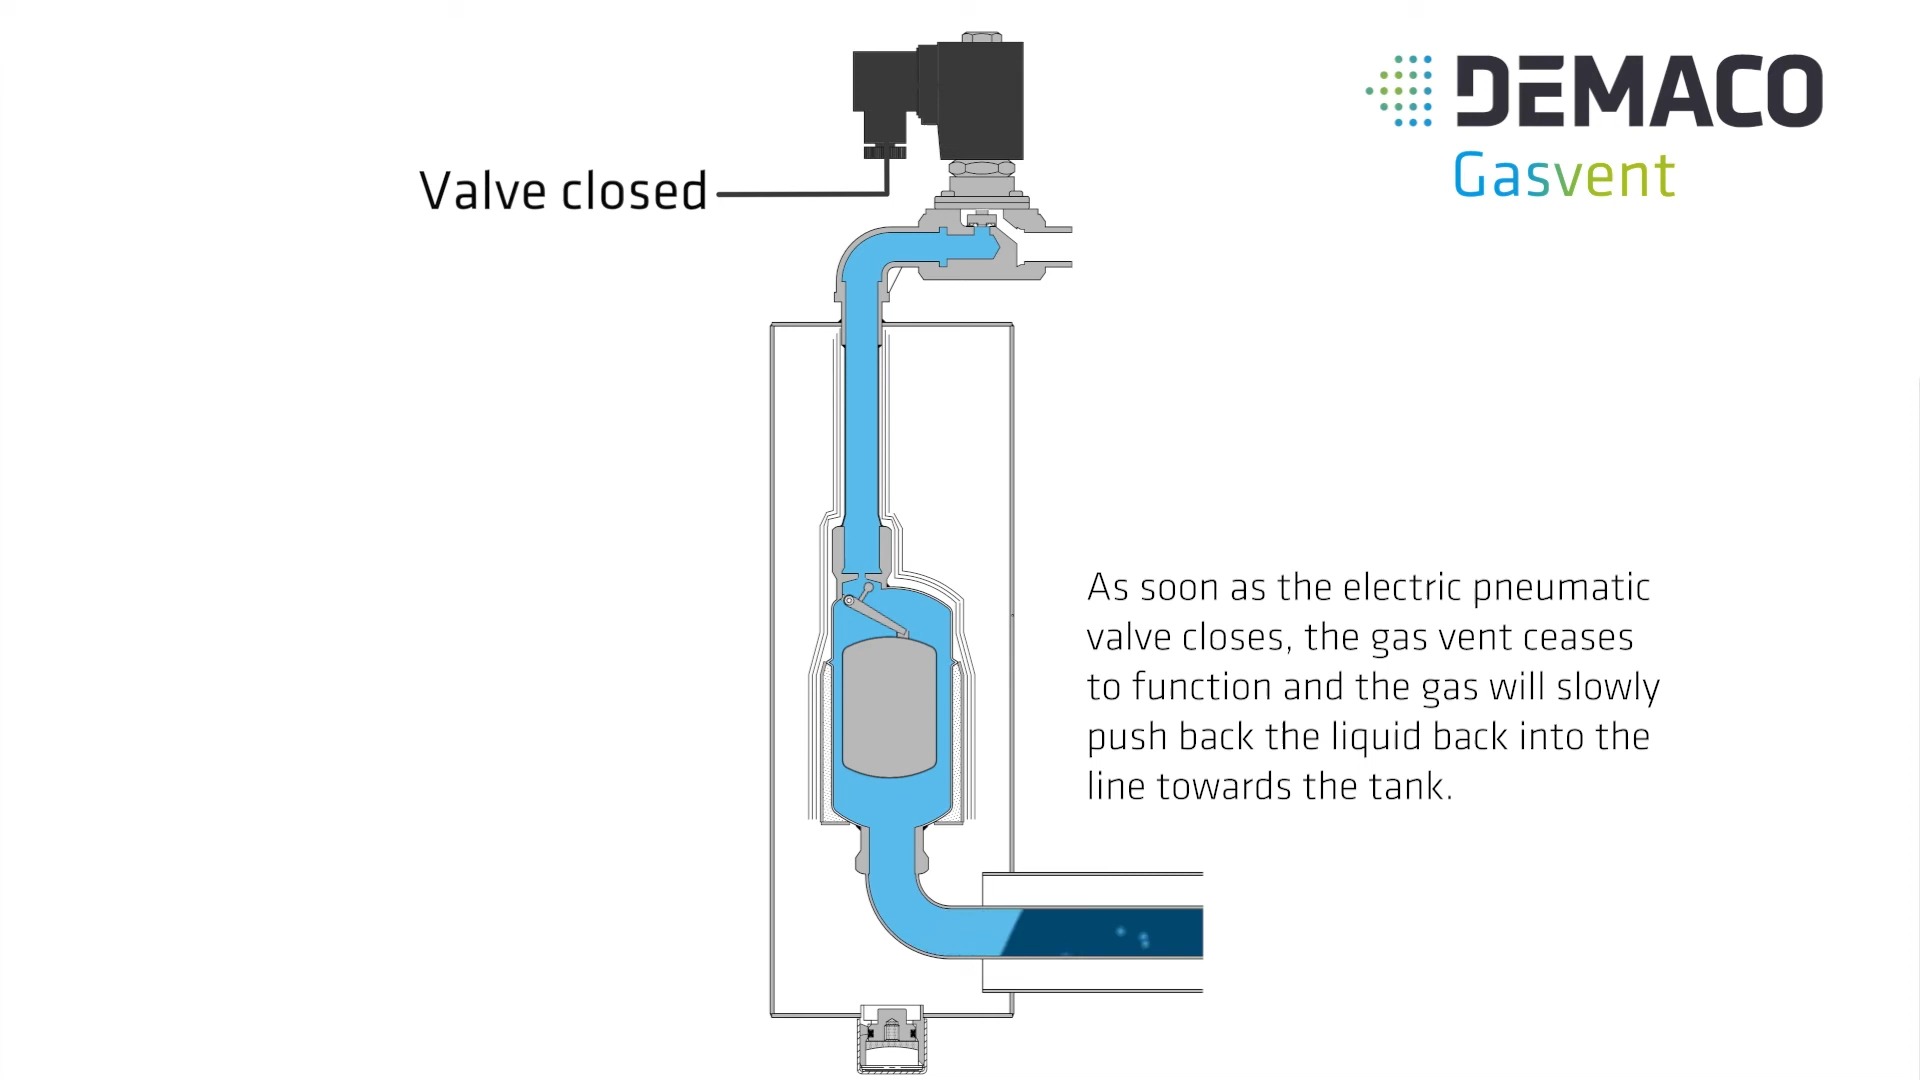 DEMACO
Gasvent
Valve closed
As soon as the electric pneumatic
valve closes, the gas vent ceases
to function and the gas will slowly
push back the liquid back into the
line towards the tank.